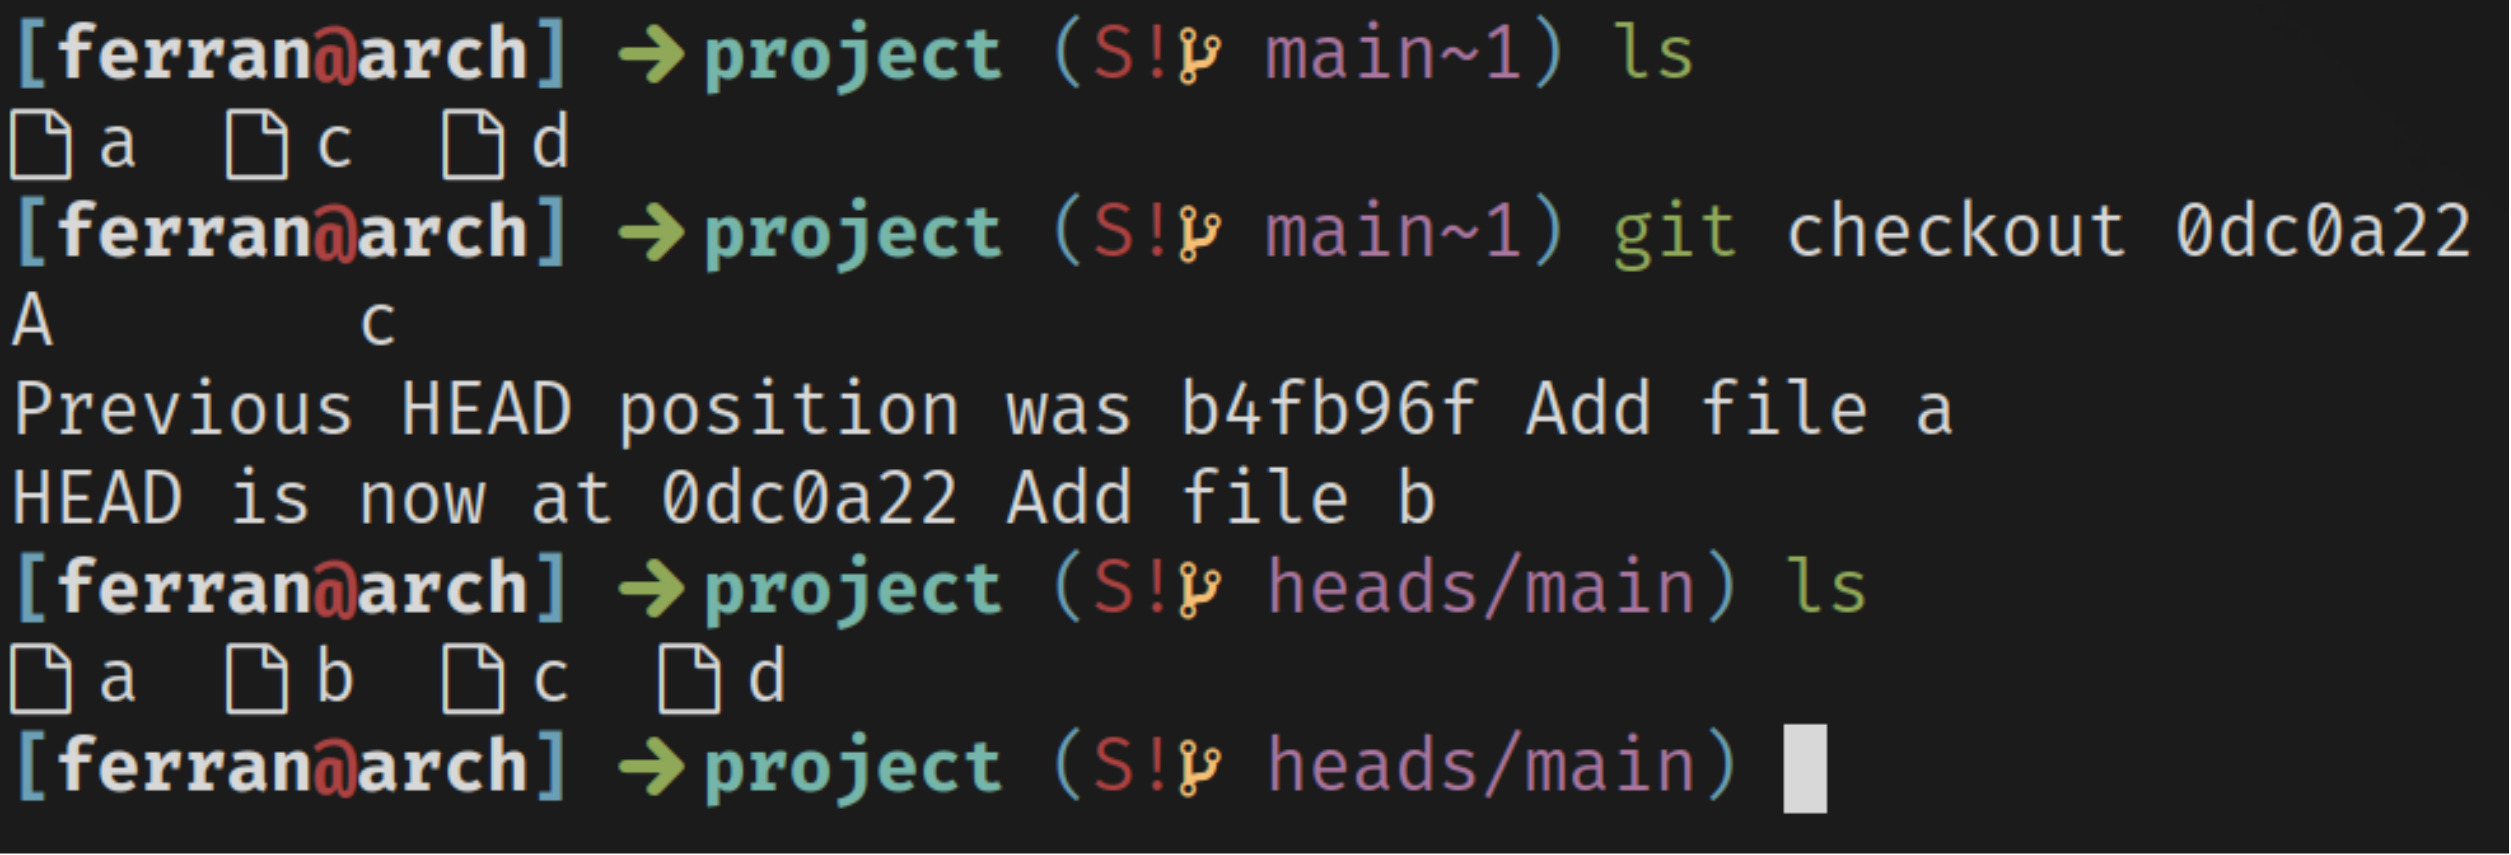 [ferran@arch] → project (S! main~1) ls
a c d
[ferran@arch] → project (S! main~1) git checkout 0dc0a22
A c
Previous HEAD position was b4fb96f Add file a
HEAD is now at 0dc0a22 Add file b
[ferran@arch] → project (S! heads/main) ls
a b c d
[ferran@arch] → project (S! heads/main)